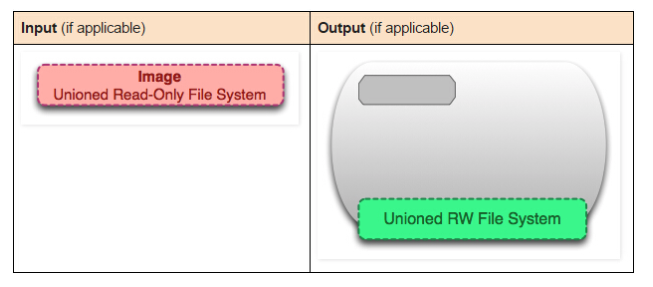 Input (if applicable)
Output (if applicable)
Image
Unioned Read-Only File System
Unioned RW File System